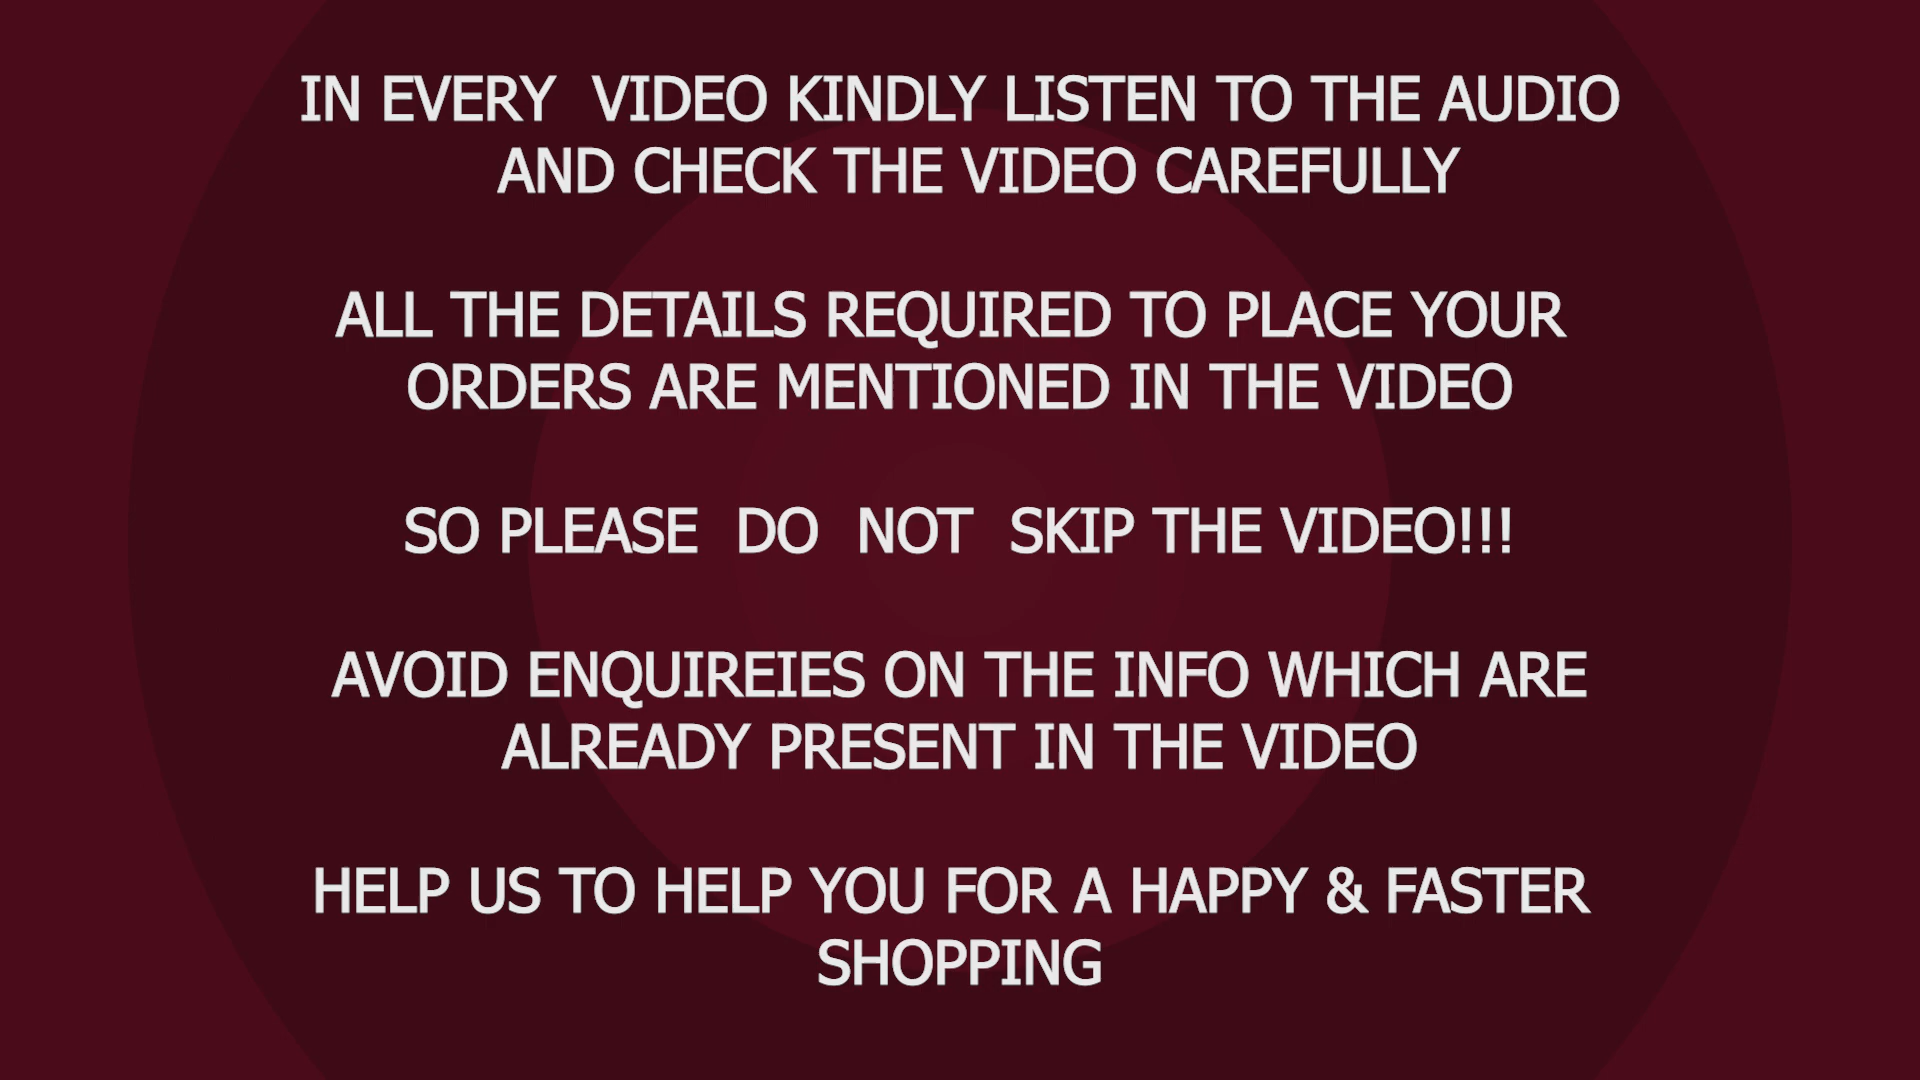 IN EVERY  VIDEO KINDLY LISTEN TO THE AUDIO
AND CHECK THE VIDEO CAREFULLY
ALL THE DETAILS REQUIRED TO PLACE YOUR
ORDERS ARE MENTIONED IN THE VIDEO
SO PLEASE  DO  NOT  SKIP THE VIDEO!!!
AVOID ENQUIREIES ON THE INFO WHICH ARE
ALREADY PRESENT IN THE VIDEO
HELP US TO HELP YOU FOR A HAPPY & FASTER
SHOPPING